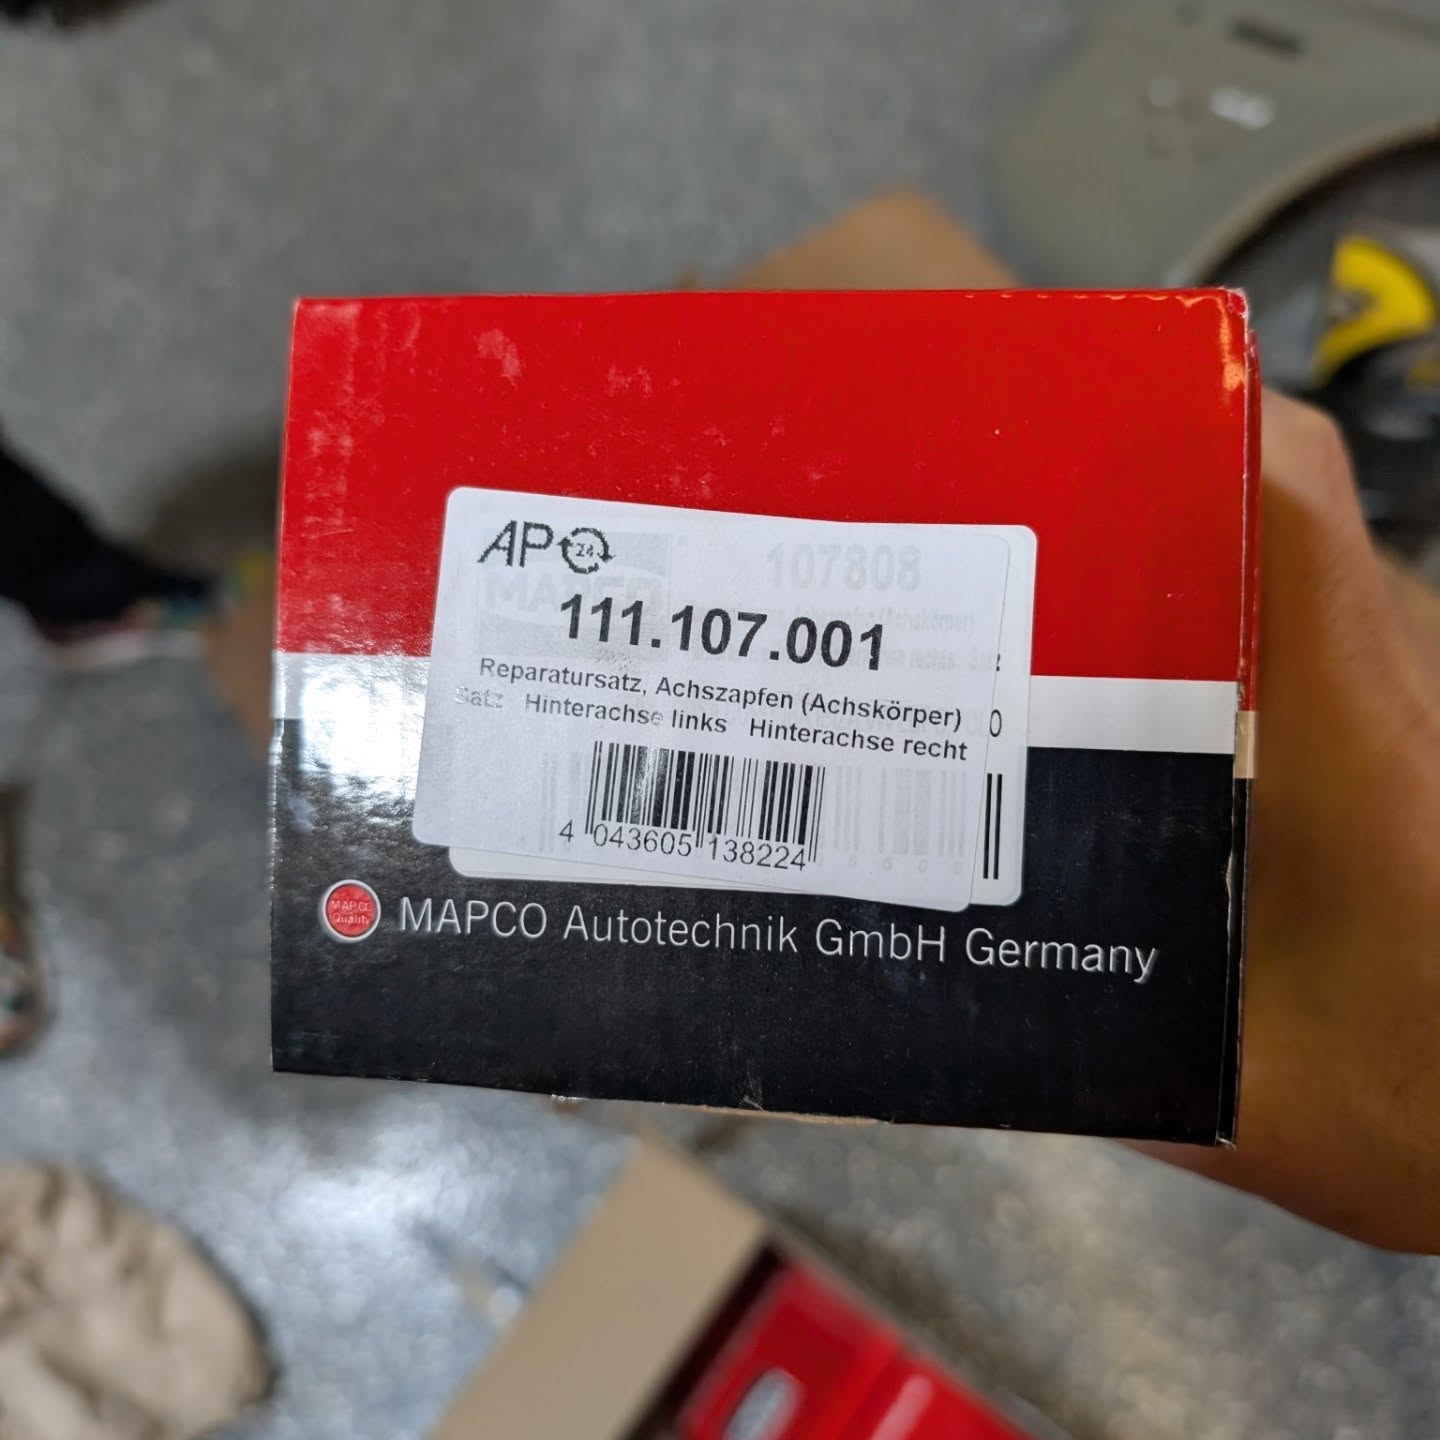 AP 24
MAPCO
107808
111.107.001
Reparatursatz, Achszapfen (Achskörper)
Satz Hinterachse links Hinterachse recht
4 043605 138224
MAPCO Quality
MAPCO Autotechnik GmbH Germany